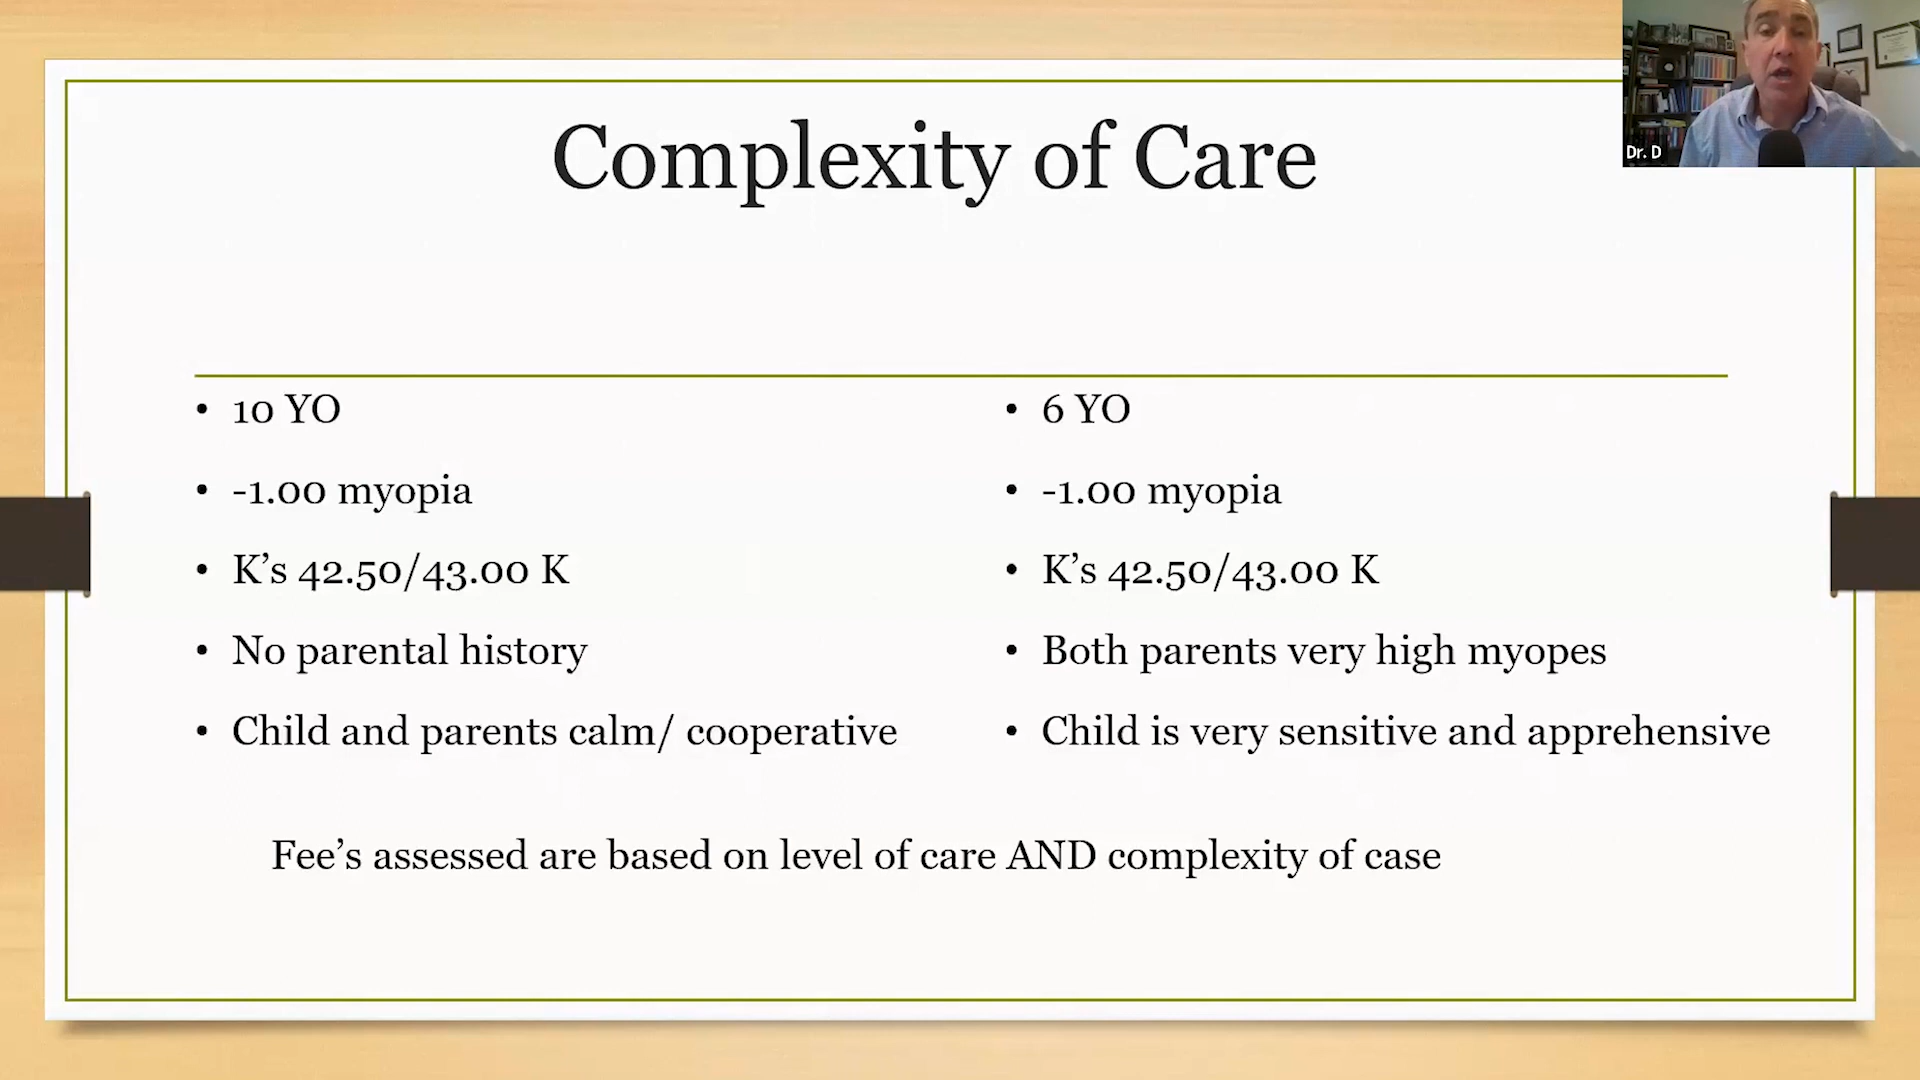 Complexity of Care
Dr. D
• 10 YO
• -1.00 myopia
• K’s 42.50/43.00 K
• No parental history
• Child and parents calm/ cooperative
• 6 YO
• -1.00 myopia
• K’s 42.50/43.00 K
• Both parents very high myopes
• Child is very sensitive and apprehensive
Fee’s assessed are based on level of care AND complexity of case